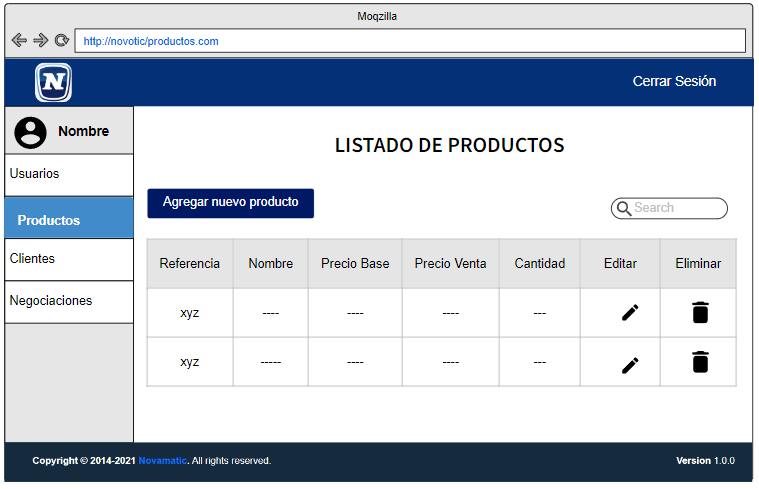 Moqzilla
http://novotic/productos.com
N
Cerrar Sesión
Nombre
Usuarios
Productos
Clientes
Negociaciones
LISTADO DE PRODUCTOS
Agregar nuevo producto
Search
Referencia Nombre Precio Base Precio Venta Cantidad Editar Eliminar
xyz ---- ---- ---- ---
xyz ----- ---- ---- ---
Copyright © 2014-2021 Novamatic. All rights reserved. Version 1.0.0